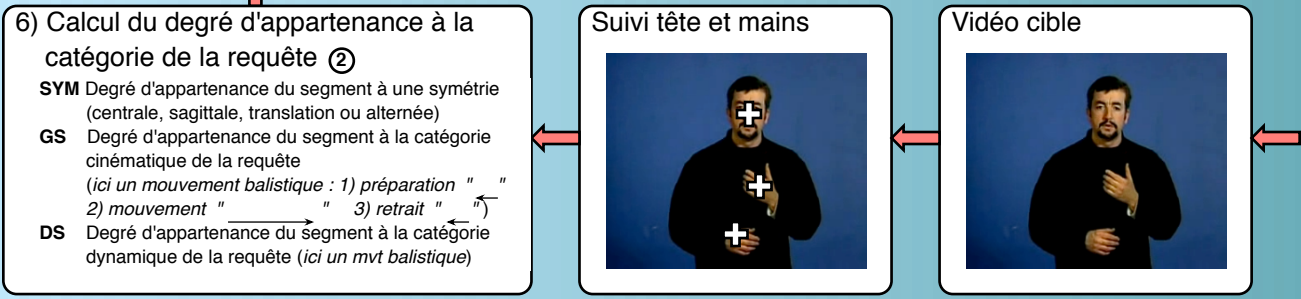 6) Calcul du degré d'appartenance à la
catégorie de la requête ②
SYM Degré d'appartenance du segment à une symétrie
(centrale, sagittale, translation ou alternée)
GS Degré d'appartenance du segment à la catégorie
cinématique de la requête
(ici un mouvement balistique : 1) préparation " ← "
2) mouvement " → " 3) retrait " ← ")
DS Degré d'appartenance du segment à la catégorie
dynamique de la requête (ici un mvt balistique)
Suivi tête et mains
Vidéo cible